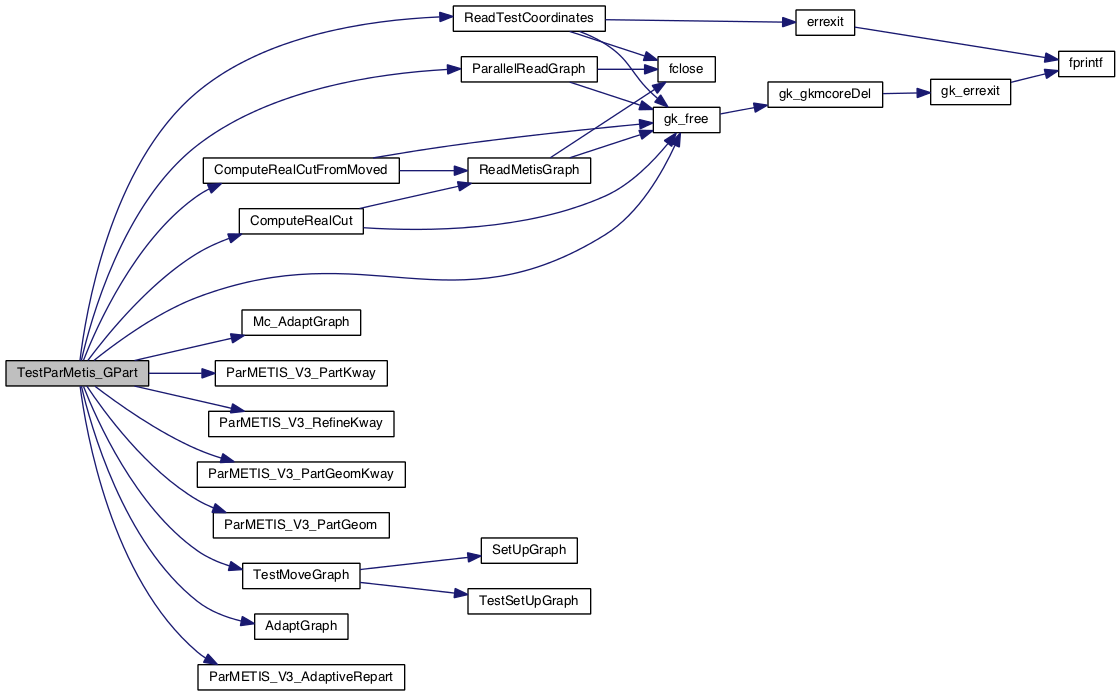 ReadTestCoordinates
errexit
fprintf
ParallelReadGraph
fclose
gk_gkmcoreDel
gk_errexit
gk_free
ComputeRealCutFromMoved
ReadMetisGraph
ComputeRealCut
Mc_AdaptGraph
TestParMetis_GPart
ParMETIS_V3_PartKway
ParMETIS_V3_RefineKway
ParMETIS_V3_PartGeomKway
ParMETIS_V3_PartGeom
SetUpGraph
TestMoveGraph
TestSetUpGraph
AdaptGraph
ParMETIS_V3_AdaptiveRepart